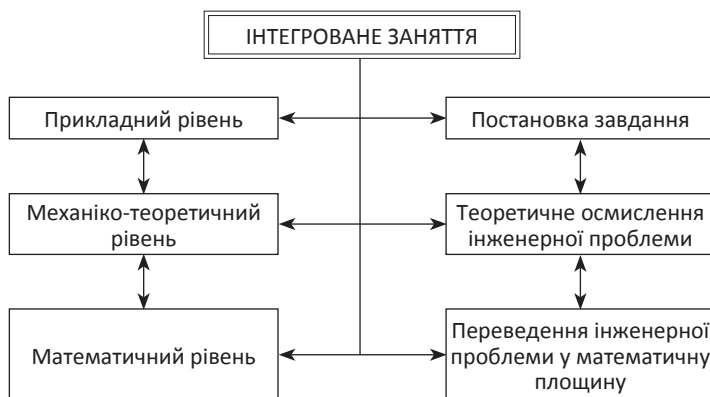 ІНТЕГРОВАНЕ ЗАНЯТТЯ
Прикладний рівень
Постановка завдання
Механіко-теоретичний
рівень
Теоретичне осмислення
інженерної проблеми
Математичний рівень
Переведення інженерної
проблеми у математичну
площину